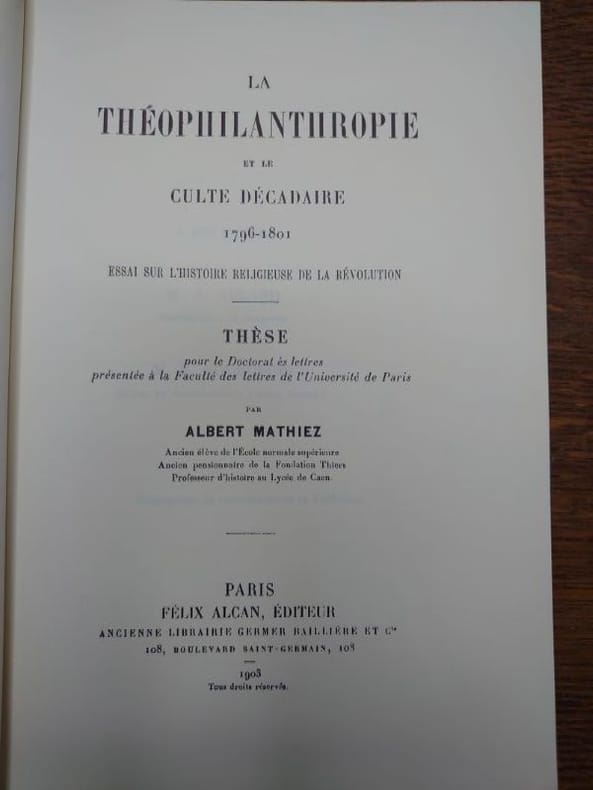 LA
THÉOPHILANTHROPIE
ET LE
CULTE DÉCADAIRE
1796-1801
ESSAI SUR L'HISTOIRE RELIGIEUSE DE LA RÉVOLUTION
THÈSE
pour le Doctorat ès lettres
présentée à la Faculté des lettres de l'Université de Paris
PAR
ALBERT MATHIEZ
Ancien élève de l'École normale supérieure
Ancien pensionnaire de la Fondation Thiers
Professeur d'histoire au Lycée de Caen.
PARIS
FÉLIX ALCAN, ÉDITEUR
ANCIENNE LIBRAIRIE GERMER BAILLIÈRE ET Cie
108, BOULEVARD SAINT-GERMAIN, 108
1903
Tous droits réservés.